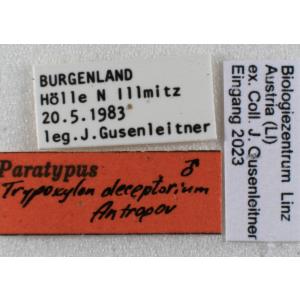 BURGENLAND
Hölle N Illmitz
20.5.1983
leg.J.Gusenleitner
Paratypus ♂
Trypoxylon deceptorium
Antropov
Biologiezentrum Linz
Austria (LI)
ex. Coll. J. Gusenleitner
Eingang 2023